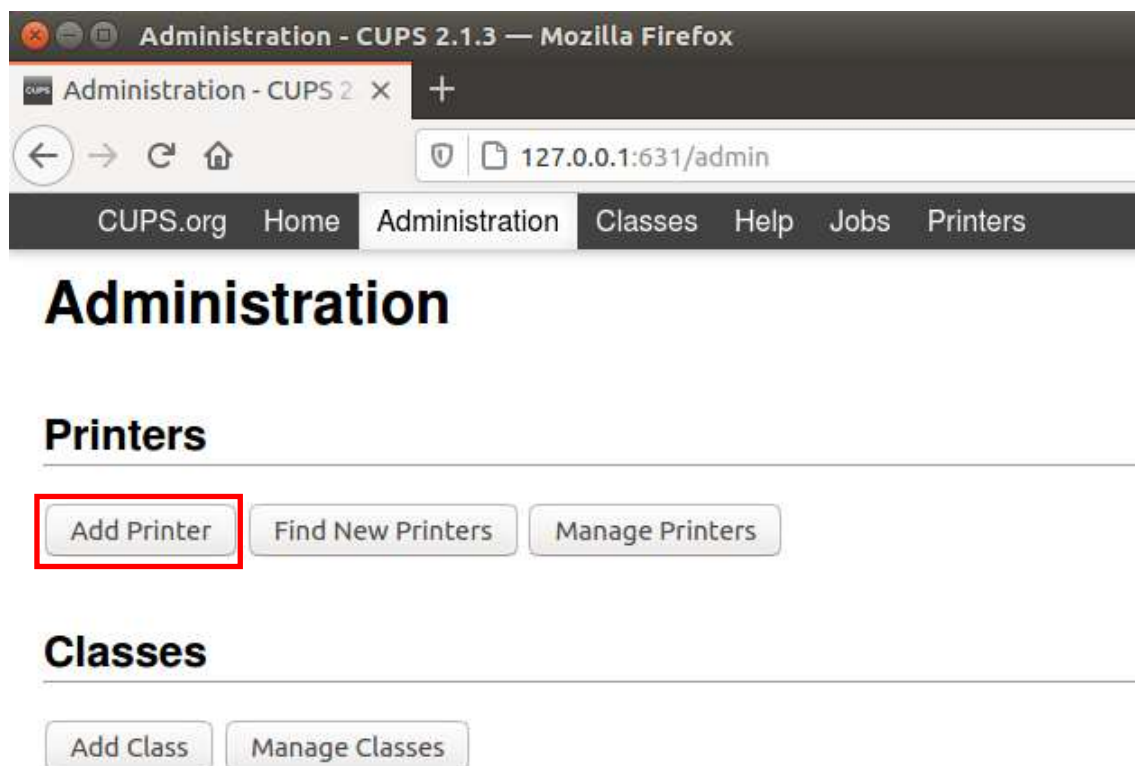 Administration - CUPS 2.1.3 — Mozilla Firefox
CUPS Administration - CUPS 2
127.0.0.1:631/admin
CUPS.org Home Administration Classes Help Jobs Printers
Administration
Printers
Add Printer Find New Printers Manage Printers
Classes
Add Class Manage Classes